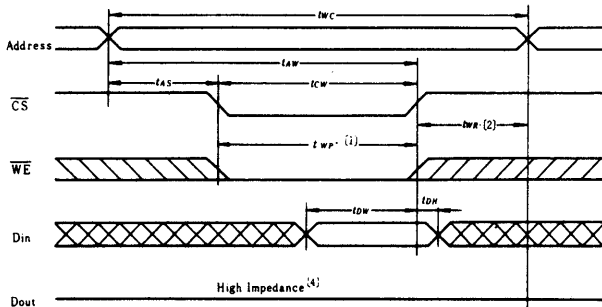 tWC
Address
tAW
tAS
tCW
CS
tWP·(1)
tWR·(2)
WE
tDW
tDH
Din
High Impedance(4)
Dout